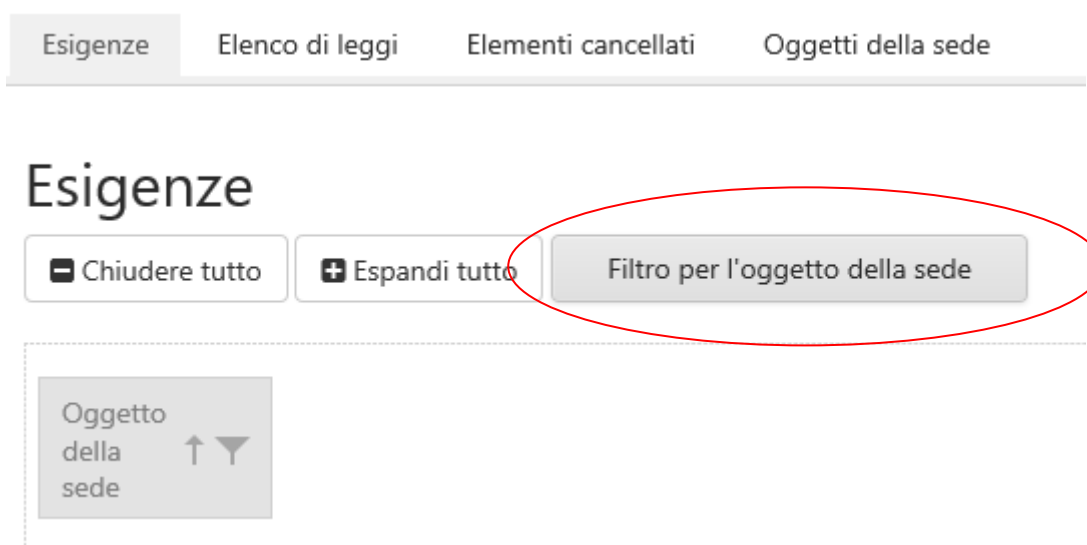 Esigenze Elenco di leggi Elementi cancellati Oggetti della sede
Esigenze
Chiudere tutto Espandi tutto Filtro per l'oggetto della sede
Oggetto
della
sede